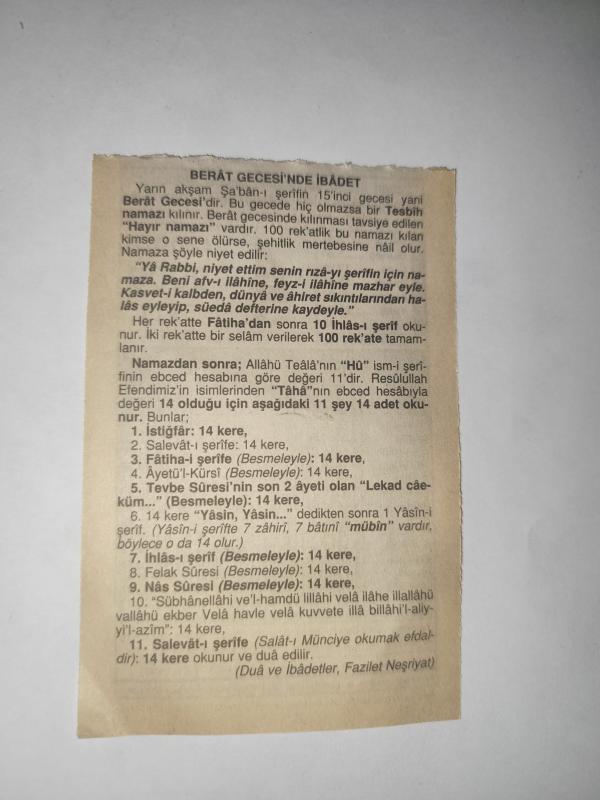 BERÂT GECESİ'NDE İBÂDET
Yarın akşam Şa'bân-ı şerîfin 15'inci gecesi yani
Berât Gecesi'dir. Bu gecede hiç olmazsa bir Tesbîh
namazı kılınır. Berât gecesinde kılınması tavsiye edilen
“Hayır namazı” vardır. 100 rek'atlik bu namazı kılan
kimse o sene ölürse, şehitlik mertebesine nâil olur.
Namaza şöyle niyet edilir:
“Yâ Rabbi, niyet ettim senin rızâ-yı şerifin için na-
maza. Beni afv-ı ilâhîne, feyz-i ilâhîne mazhar eyle.
Kasvet-i kalbden, dünyâ ve âhiret sıkıntılarından ha-
lâs eyleyip, süedâ defterine kaydeyle.”
Her rek'atte Fâtiha'dan sonra 10 İhlâs-ı şerîf oku-
nur. İki rek'atte bir selâm verilerek 100 rek'ate tamam-
lanır.
Namazdan sonra; Allâhü Teâlâ'nın “Hû” ism-i şerî-
finin ebced hesabına göre değeri 11'dir. Resûlullah
Efendimiz'in isimlerinden “Tâhâ”nın ebced hesâbıyla
değeri 14 olduğu için aşağıdaki 11 şey 14 adet oku-
nur. Bunlar;
1. İstiğfâr: 14 kere,
2. Salevât-ı şerîfe: 14 kere,
3. Fâtiha-i şerîfe (Besmeleyle): 14 kere,
4. Âyetü'l-Kürsî (Besmeleyle): 14 kere,
5. Tevbe Sûresi'nin son 2 âyeti olan “Lekad câe-
küm...” (Besmeleyle): 14 kere,
6. 14 kere “Yâsin, Yâsin...” dedikten sonra 1 Yâsîn-i
şerîf. (Yâsîn-i şerîfte 7 zâhirî, 7 bâtınî “mübîn” vardır,
böylece o da 14 olur.)
7. İhlâs-ı şerîf (Besmeleyle): 14 kere,
8. Felak Sûresi (Besmeleyle): 14 kere,
9. Nâs Sûresi (Besmeleyle): 14 kere,
10. “Sübhânellâhi ve'l-hamdü lillâhi velâ ilâhe illallâhü
vallâhü ekber Velâ havle velâ kuvvete illâ billâhi'l-aliy-
yi'l-azîm”: 14 kere,
11. Salevât-ı şerîfe (Salât-ı Münciye okumak efdal-
dir): 14 kere okunur ve duâ edilir.
(Duâ ve İbâdetler, Fazilet Neşriyat)